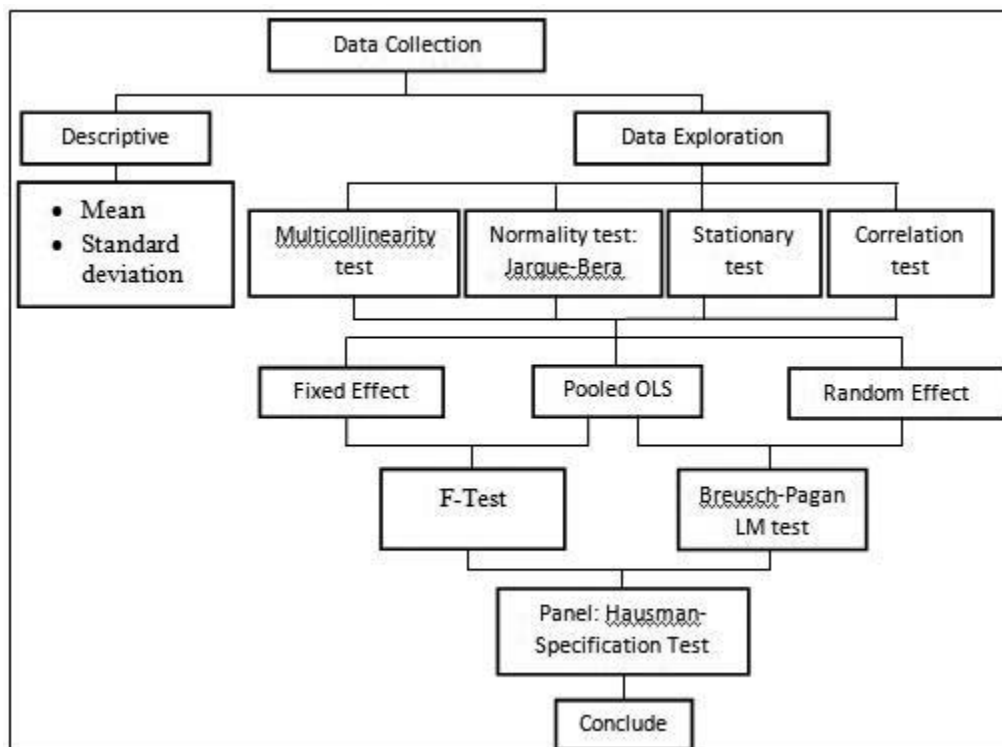 Data Collection
Descriptive
Data Exploration
• Mean
• Standard
deviation
Multicollinearity
test
Normality test:
Jarque-Bera
Stationary
test
Correlation
test
Fixed Effect
Pooled OLS
Random Effect
F-Test
Breusch-Pagan
LM test
Panel: Hausman-
Specification Test
Conclude